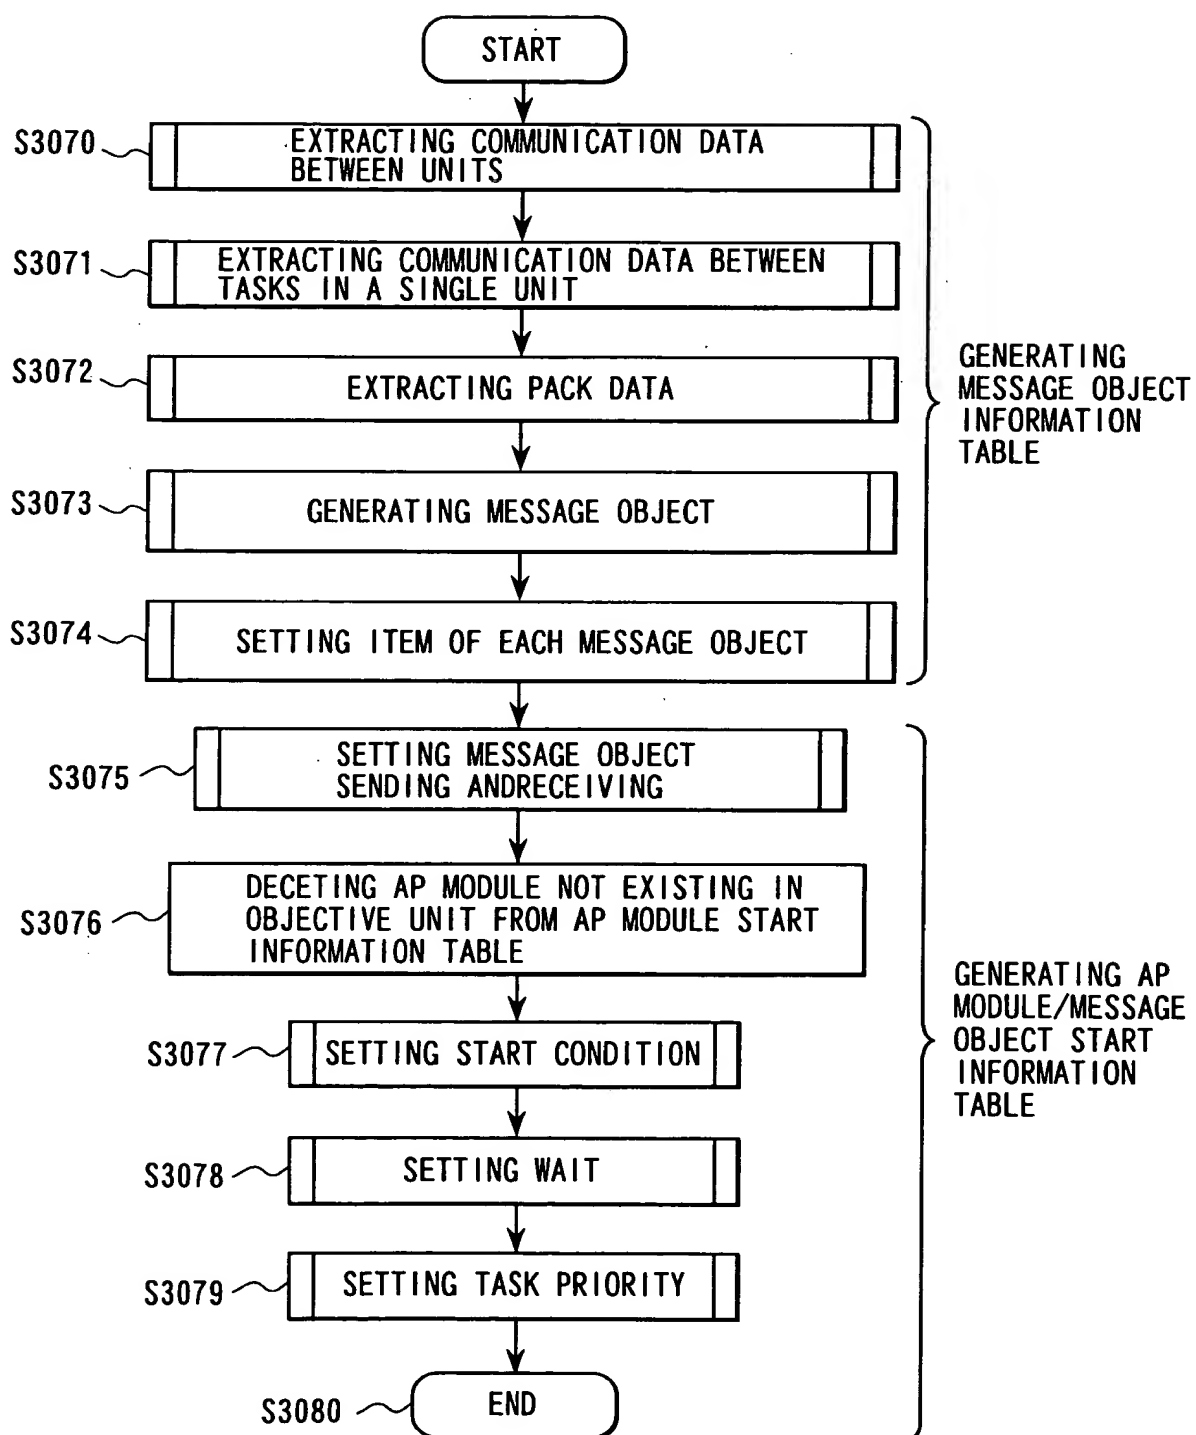 START
S3070
EXTRACTING COMMUNICATION DATA
BETWEEN UNITS
S3071
EXTRACTING COMMUNICATION DATA BETWEEN
TASKS IN A SINGLE UNIT
S3072
EXTRACTING PACK DATA
S3073
GENERATING MESSAGE OBJECT
S3074
SETTING ITEM OF EACH MESSAGE OBJECT
GENERATING
MESSAGE OBJECT
INFORMATION
TABLE
S3075
SETTING MESSAGE OBJECT
SENDING ANDRECEIVING
S3076
DECETING AP MODULE NOT EXISTING IN
OBJECTIVE UNIT FROM AP MODULE START
INFORMATION TABLE
S3077
SETTING START CONDITION
S3078
SETTING WAIT
S3079
SETTING TASK PRIORITY
S3080
END
GENERATING AP
MODULE/MESSAGE
OBJECT START
INFORMATION
TABLE